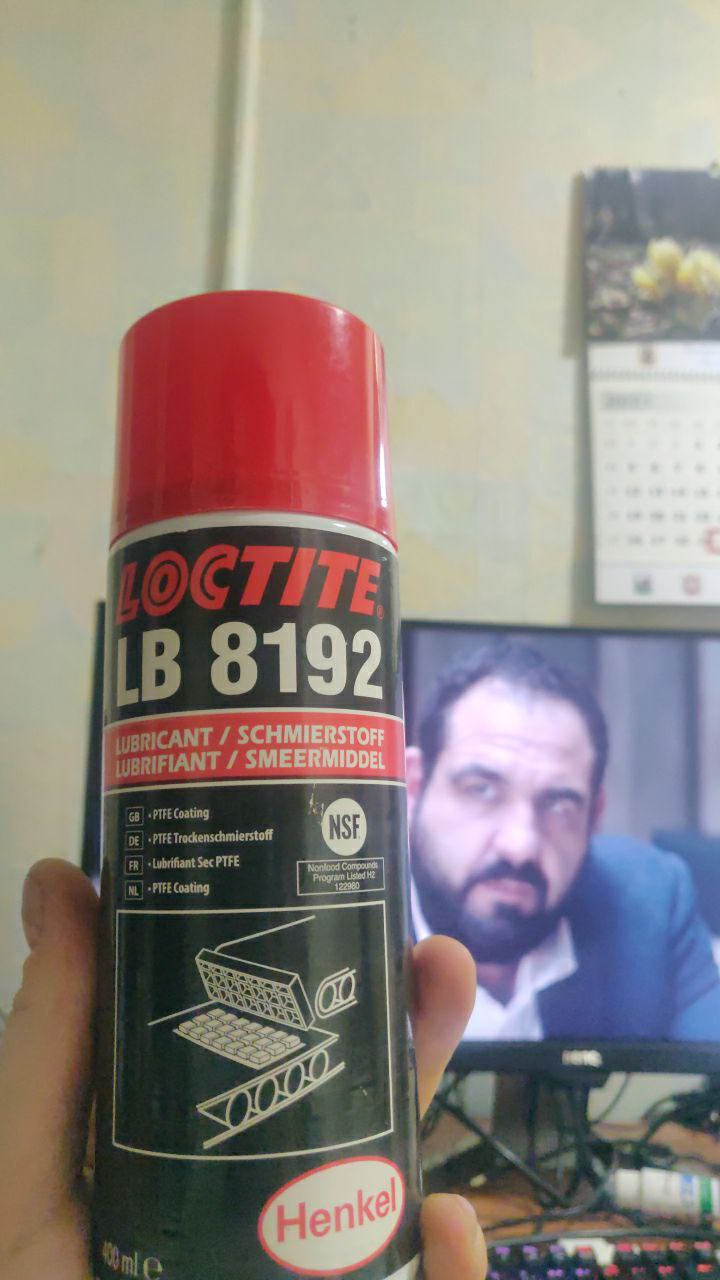 LOCTITE®
LB 8192
LUBRICANT / SCHMIERSTOFF
LUBRIFIANT / SMEERMIDDEL
GB • PTFE Coating
DE • PTFE Trockenschmierstoff
FR • Lubrifiant Sec PTFE
NL • PTFE Coating
NSF
Nonfood Compounds
Program Listed H2
122980
Henkel
400 ml e